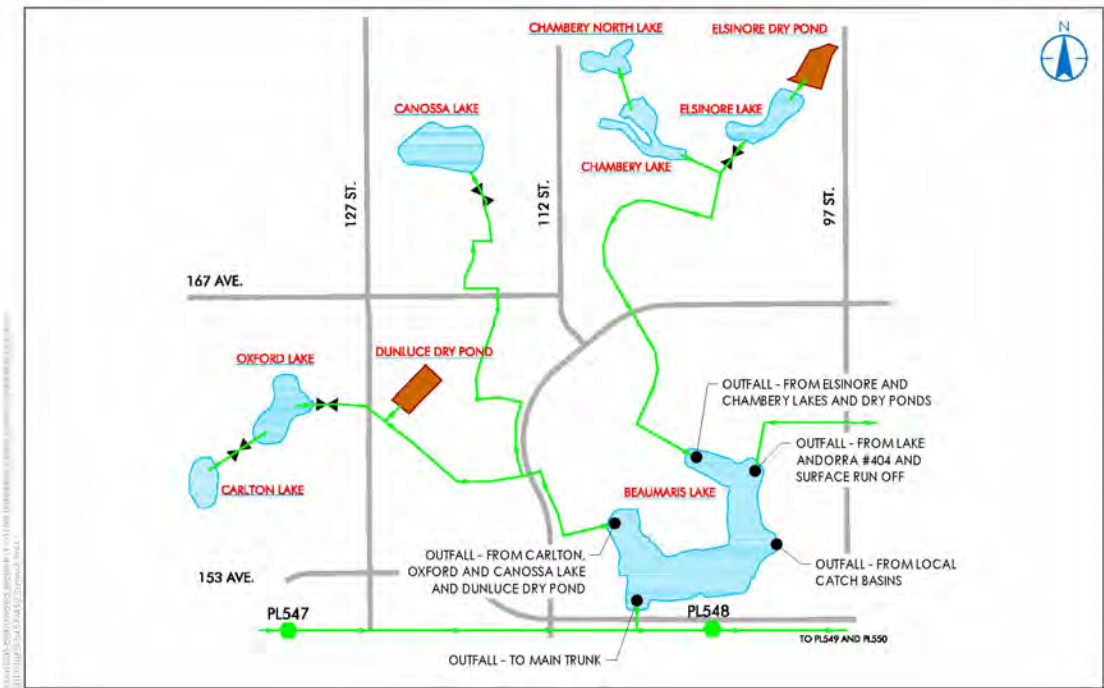 CHAMBERY NORTH LAKE
ELSINORE DRY POND
N
CANOSSA LAKE
ELSINORE LAKE
CHAMBERY LAKE
127 ST.
112 ST.
97 ST.
167 AVE.
OXFORD LAKE
DUNLUCE DRY POND
OUTFALL - FROM ELSINORE AND
CHAMBERY LAKES AND DRY PONDS
OUTFALL - FROM LAKE
ANDORRA #404 AND
SURFACE RUN OFF
CARLTON LAKE
BEAUMARIS LAKE
OUTFALL - FROM CARLTON,
OXFORD AND CANOSSA LAKE
AND DUNLUCE DRY POND
OUTFALL - FROM LOCAL
CATCH BASINS
153 AVE.
PL547
PL548
TO PL549 AND PL550
OUTFALL - TO MAIN TRUNK